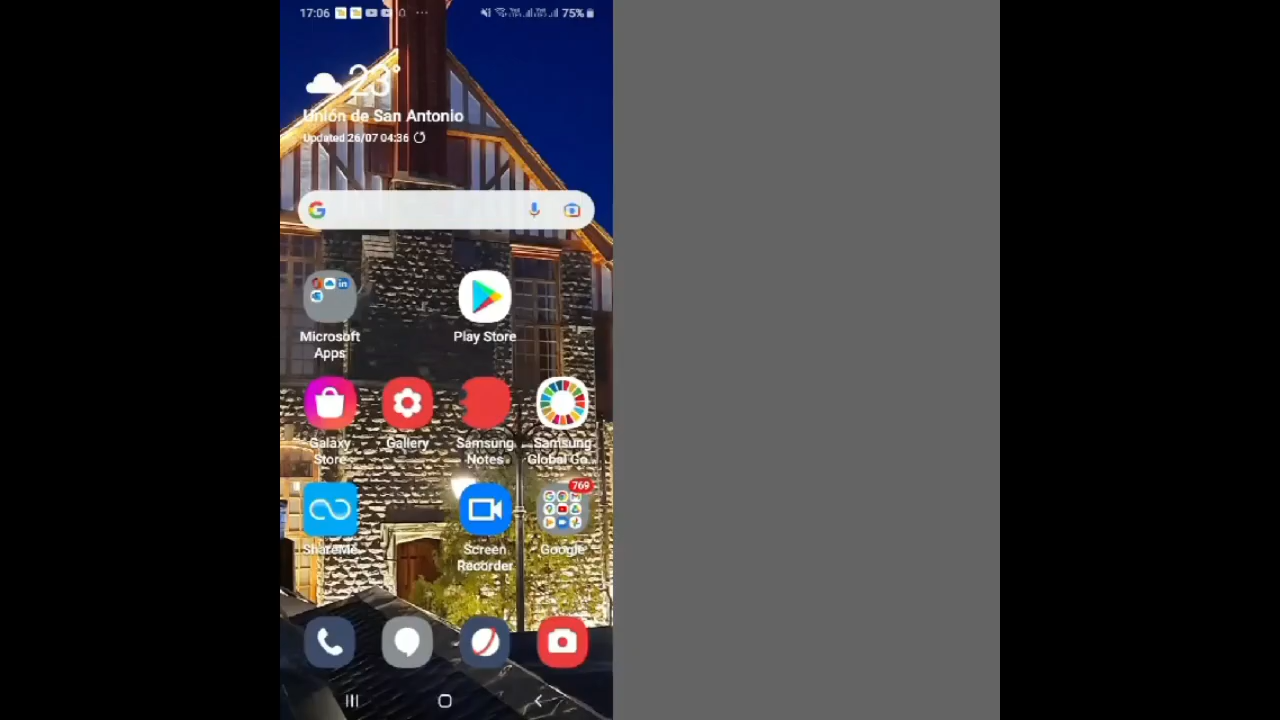 17:06
75%
23°
Unión de San Antonio
Updated 26/07 04:36
Microsoft
Apps
Play Store
Galaxy
Store
Gallery
Samsung
Notes
Samsung
Global Go...
769
ShareMe
Screen
Recorder
Google